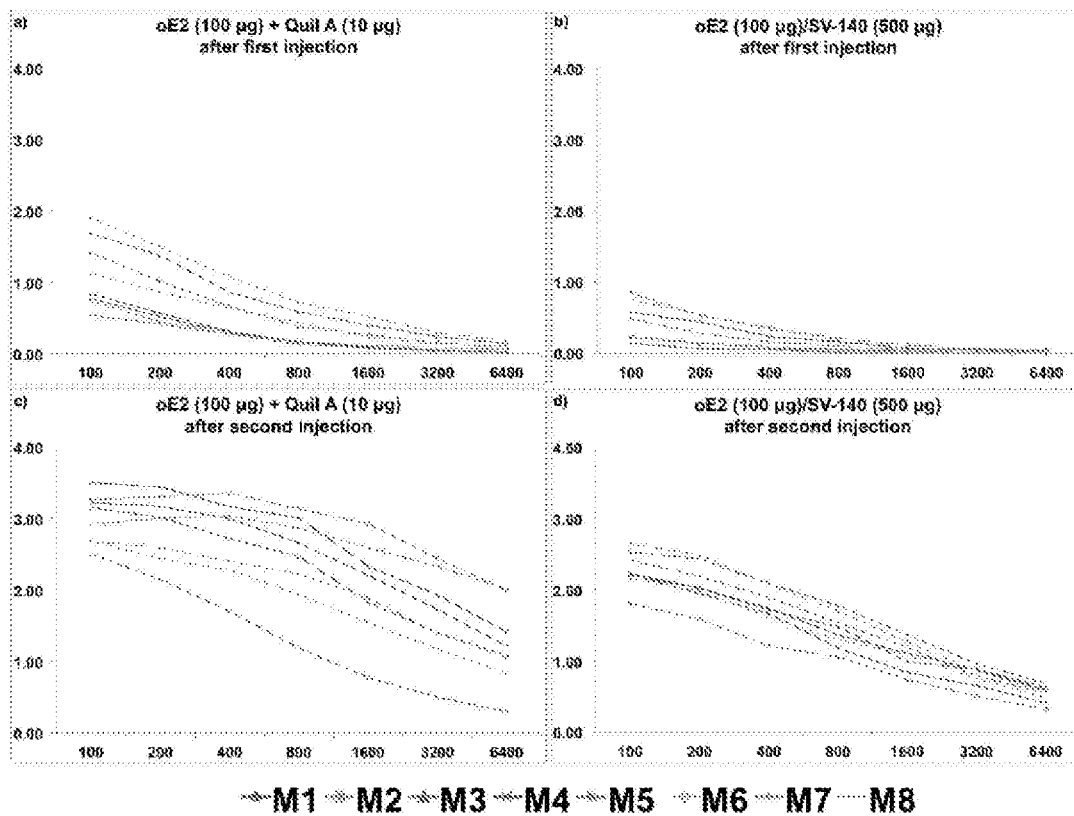 a)
oE2 (100 µg) + Quil A (10 µg)
after first injection
4.00
3.00
2.00
1.00
0.00
100 200 400 800 1600 3200 6400
b)
oE2 (100 µg)/SV-140 (500 µg)
after first injection
4.00
3.00
2.00
1.00
0.00
100 200 400 800 1600 3200 6400
c)
oE2 (100 µg) + Quil A (10 µg)
after second injection
4.00
3.00
2.00
1.00
0.00
100 200 400 800 1600 3200 6400
d)
oE2 (100 µg)/SV-140 (500 µg)
after second injection
4.00
3.00
2.00
1.00
0.00
100 200 400 800 1600 3200 6400
M1 M2 M3 M4 M5 M6 M7 M8